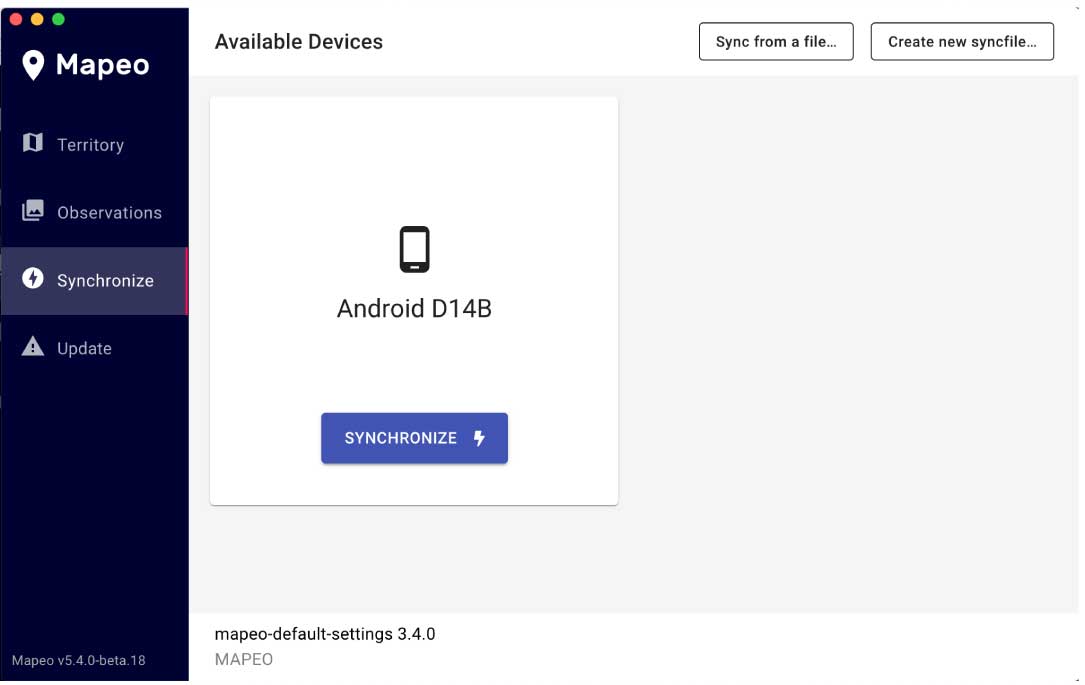 Mapeo
Territory
Observations
Synchronize
Update
Mapeo v5.4.0-beta.18
Available Devices
Sync from a file…
Create new syncfile…
Android D14B
SYNCHRONIZE
mapeo-default-settings 3.4.0
MAPEO